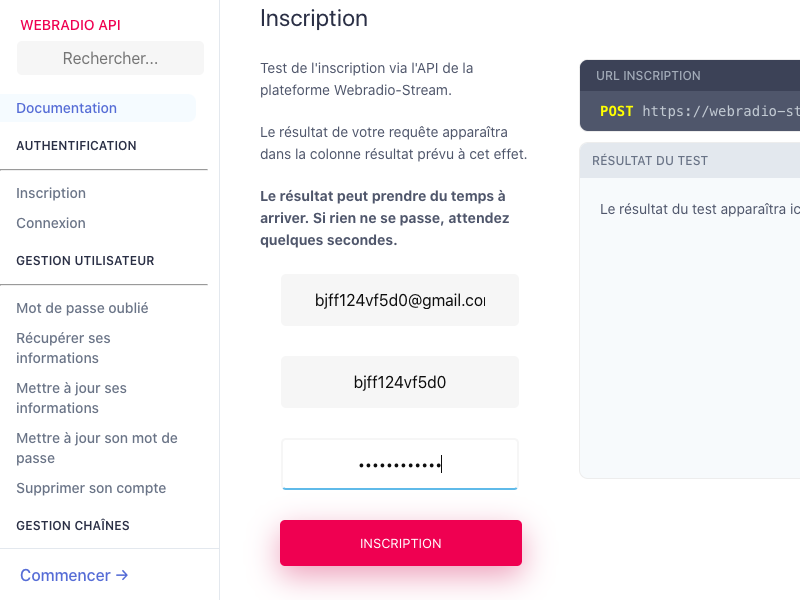 WEBRADIO API
Rechercher...
Documentation
AUTHENTIFICATION
Inscription
Connexion
GESTION UTILISATEUR
Mot de passe oublié
Récupérer ses
informations
Mettre à jour ses
informations
Mettre à jour son mot de
passe
Supprimer son compte
GESTION CHAÎNES
Commencer →
Inscription
Test de l'inscription via l'API de la
plateforme Webradio-Stream.
Le résultat de votre requête apparaîtra
dans la colonne résultat prévu à cet effet.
Le résultat peut prendre du temps à
arriver. Si rien ne se passe, attendez
quelques secondes.
bjff124vf5d0@gmail.co
bjff124vf5d0
••••••••••••
INSCRIPTION
URL INSCRIPTION
POST https://webradio-st
RÉSULTAT DU TEST
Le résultat du test apparaîtra ic